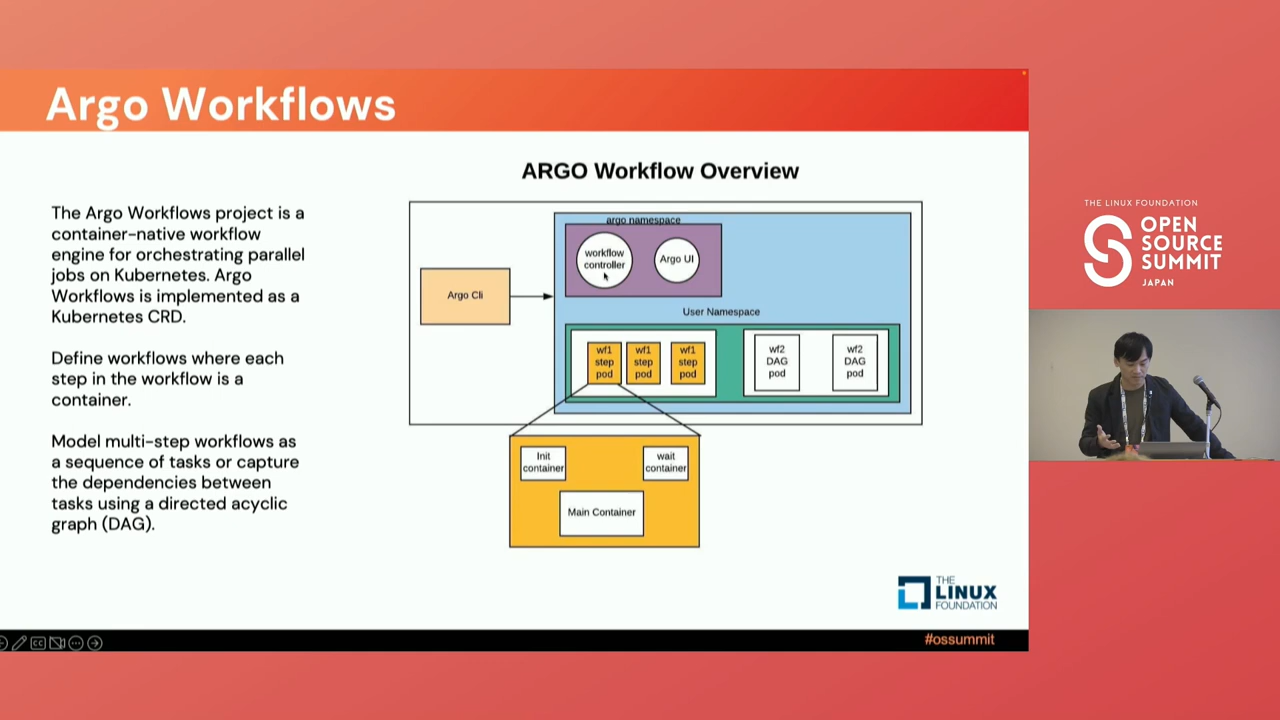 Argo Workflows
The Argo Workflows project is a
container-native workflow
engine for orchestrating parallel
jobs on Kubernetes. Argo
Workflows is implemented as a
Kubernetes CRD.
Define workflows where each
step in the workflow is a
container.
Model multi-step workflows as
a sequence of tasks or capture
the dependencies between
tasks using a directed acyclic
graph (DAG).
ARGO Workflow Overview
argo namespace
workflow
controller
Argo UI
Argo Cli
User Namespace
wf1
step
pod
wf1
step
pod
wf1
step
pod
wf2
DAG
pod
wf2
DAG
pod
Init
container
wait
container
Main Container
THE
LINUX
FOUNDATION
CC
#ossummit
THE LINUX FOUNDATION
OPEN
SOURCE
SUMMIT
JAPAN